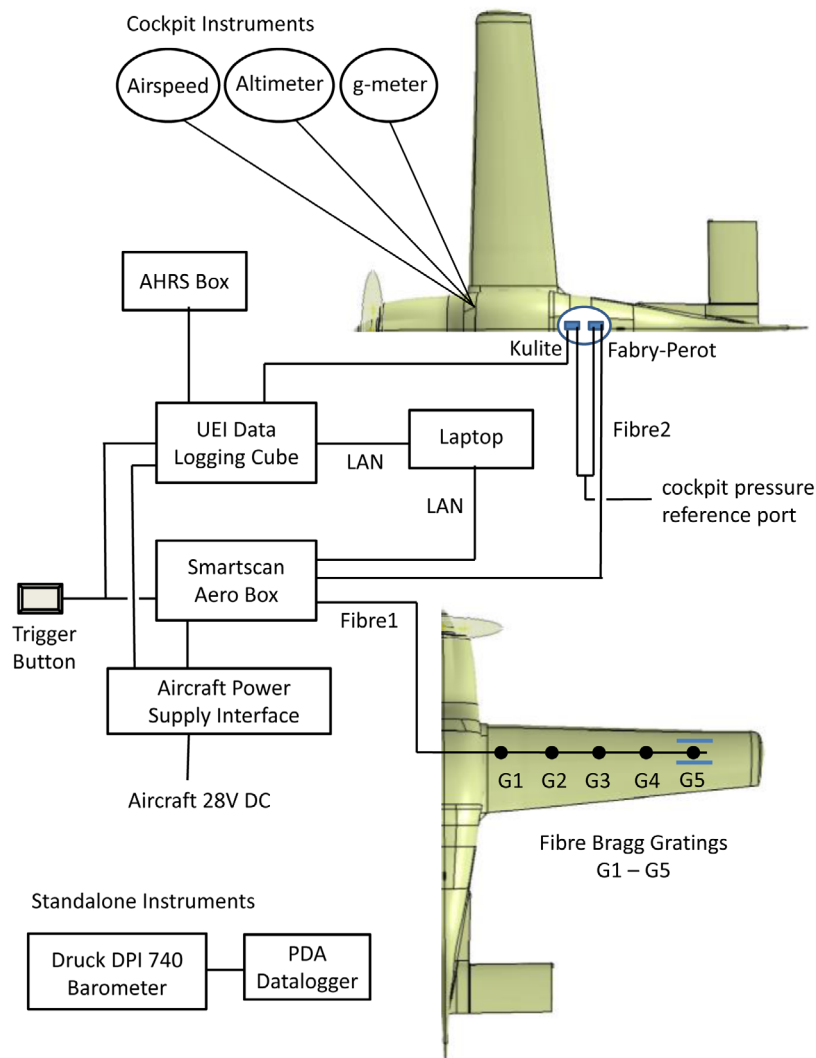 Cockpit Instruments
Airspeed
Altimeter
g-meter
AHRS Box
Kulite
Fabry-Perot
UEI Data
Logging Cube
LAN
Laptop
Fibre2
LAN
cockpit pressure
reference port
Smartscan
Aero Box
Trigger
Button
Fibre1
Aircraft Power
Supply Interface
Aircraft 28V DC
G1
G2
G3
G4
G5
Fibre Bragg Gratings
G1 – G5
Standalone Instruments
Druck DPI 740
Barometer
PDA
Datalogger